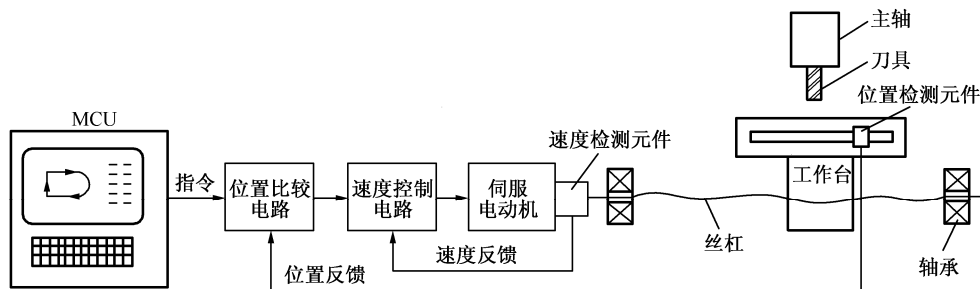 主轴
刀具
位置检测元件
MCU
速度检测元件
指令
位置比较
电路
速度控制
电路
伺服
电动机
工作台
丝杠
轴承
速度反馈
位置反馈